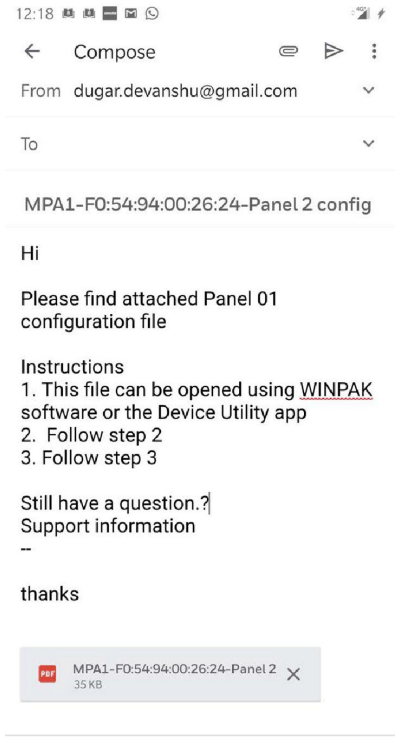 12:18
Compose
From dugar.devanshu@gmail.com
To
MPA1-F0:54:94:00:26:24-Panel 2 config
Hi
Please find attached Panel 01
configuration file
Instructions
1. This file can be opened using WINPAK
software or the Device Utility app
2. Follow step 2
3. Follow step 3
Still have a question.?
Support information
--
thanks
PDF
MPA1-F0:54:94:00:26:24-Panel 2
35 KB